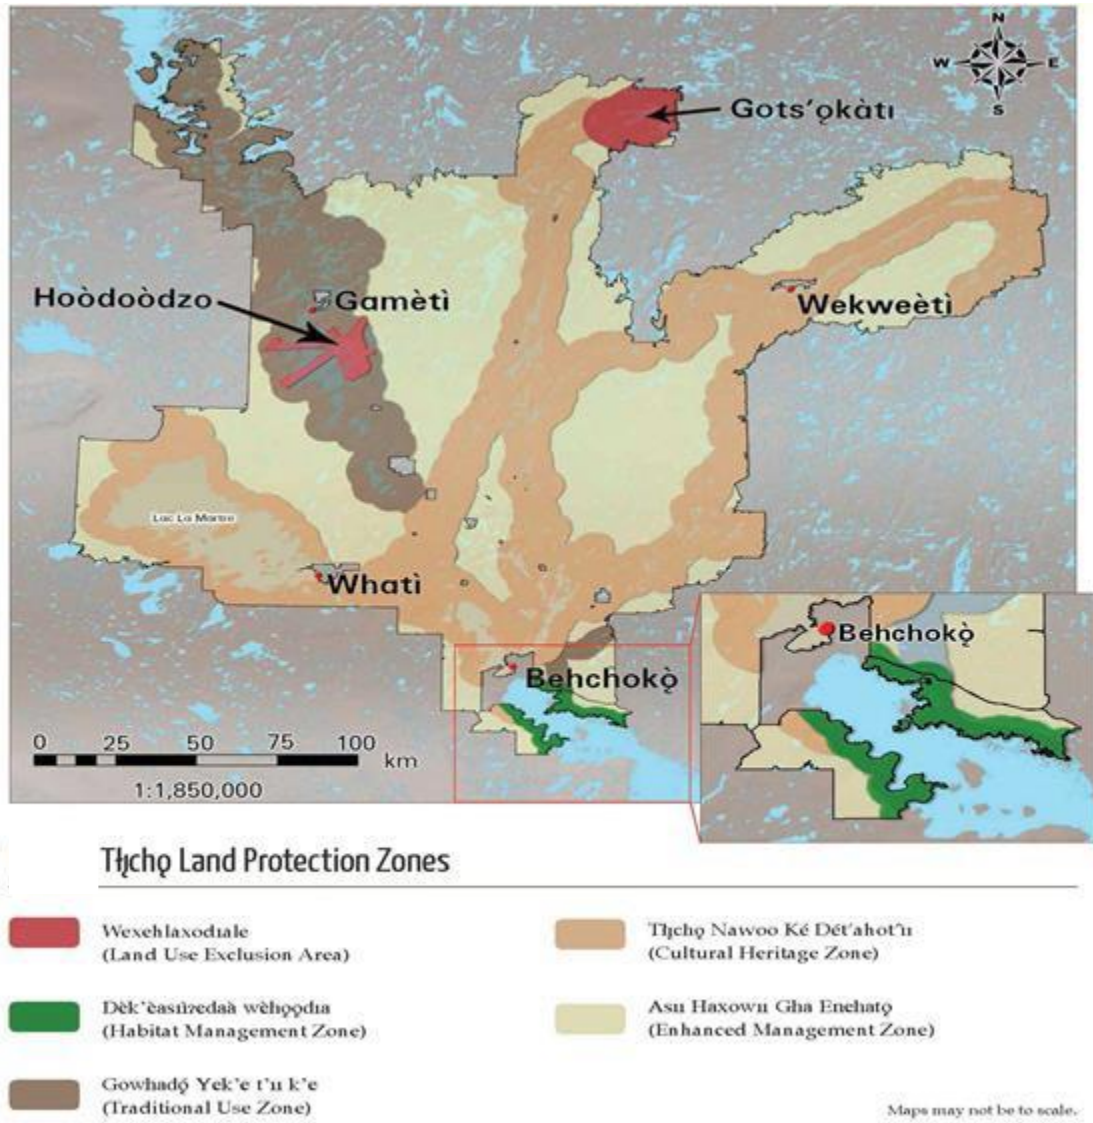 N
W E
S
Gots'ǫkàtı
Hoòdoòdzo
Gamètì
Wekweètì
Lac La Martre
Whatì
Behchokǫ̀
Behchokǫ̀
0 25 50 75 100
km
1:1,850,000
Tłı̨chǫ Land Protection Zones
Wexehlaxodıale
(Land Use Exclusion Area)
Tłı̨chǫ Nawoo Ké Dét'ahot'ıı
(Cultural Heritage Zone)
(Habitat Management Zone)
Asıı Haxowıı Gha Enehatǫ
(Enhanced Management Zone)
Gowhadǫ́ Yek'e t'ıı k'e
(Traditional Use Zone)
Maps may not be to scale.